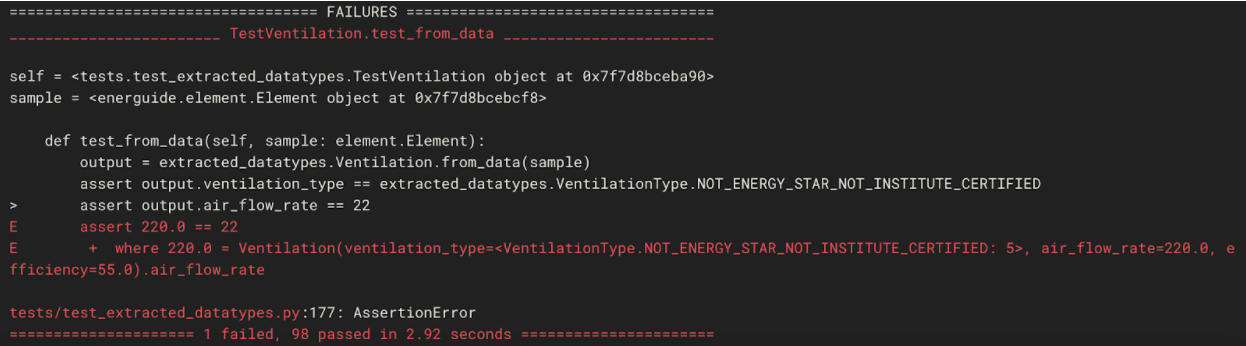 =================================== FAILURES ===================================
________________________ TestVentilation.test_from_data ________________________
self = <tests.test_extracted_datatypes.TestVentilation object at 0x7f7d8bceba90>
sample = <energuide.element.Element object at 0x7f7d8bcebcf8>
    def test_from_data(self, sample: element.Element):
        output = extracted_datatypes.Ventilation.from_data(sample)
        assert output.ventilation_type == extracted_datatypes.VentilationType.NOT_ENERGY_STAR_NOT_INSTITUTE_CERTIFIED
>       assert output.air_flow_rate == 22
E       assert 220.0 == 22
E        +  where 220.0 = Ventilation(ventilation_type=<VentilationType.NOT_ENERGY_STAR_NOT_INSTITUTE_CERTIFIED: 5>, air_flow_rate=220.0, e
fficiency=55.0).air_flow_rate
tests/test_extracted_datatypes.py:177: AssertionError
===================== 1 failed, 98 passed in 2.92 seconds ======================